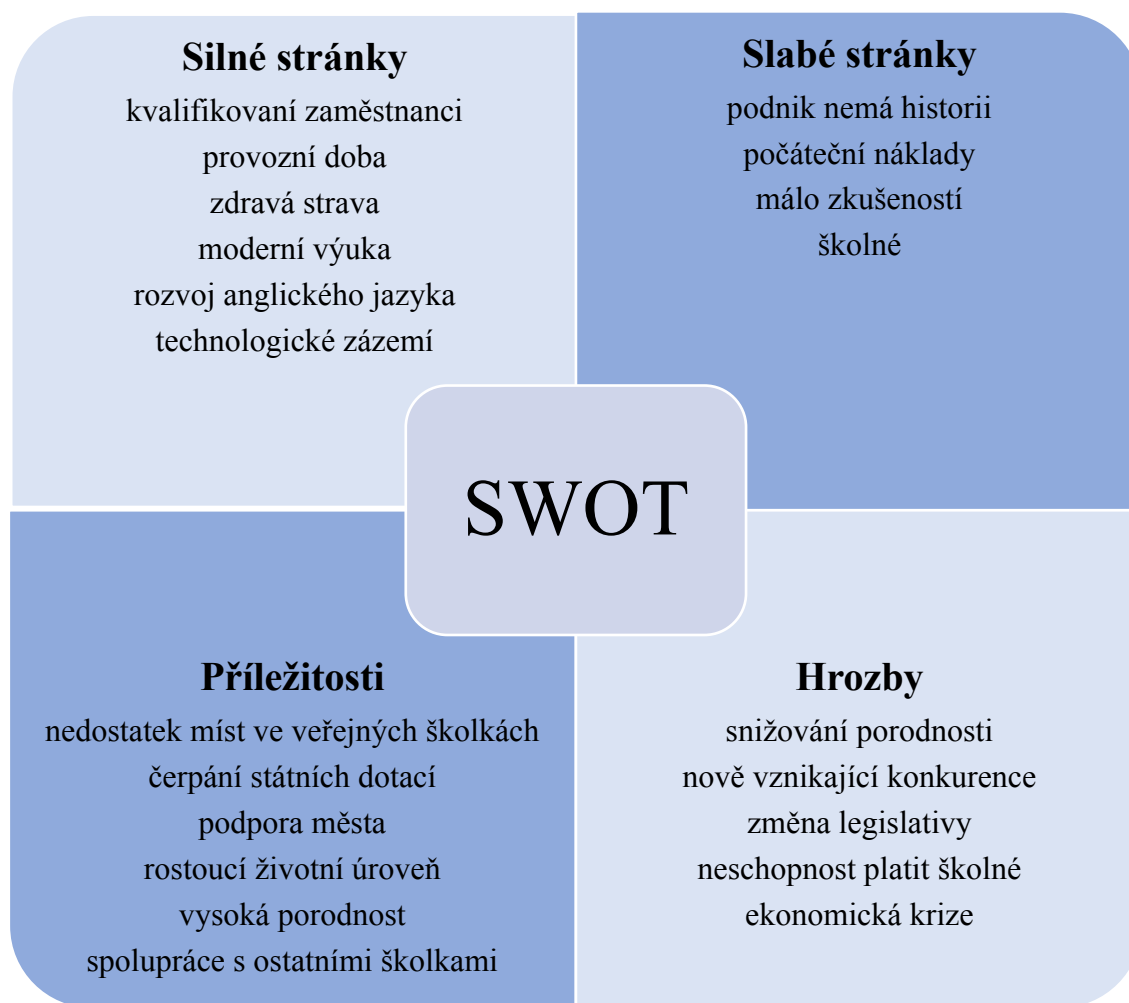 Silné stránky
kvalifikovaní zaměstnanci
provozní doba
zdravá strava
moderní výuka
rozvoj anglického jazyka
technologické zázemí
Slabé stránky
podnik nemá historii
počáteční náklady
málo zkušeností
školné
SWOT
Příležitosti
nedostatek míst ve veřejných školkách
čerpání státních dotací
podpora města
rostoucí životní úroveň
vysoká porodnost
spolupráce s ostatními školkami
Hrozby
snižování porodnosti
nově vznikající konkurence
změna legislativy
neschopnost platit školné
ekonomická krize